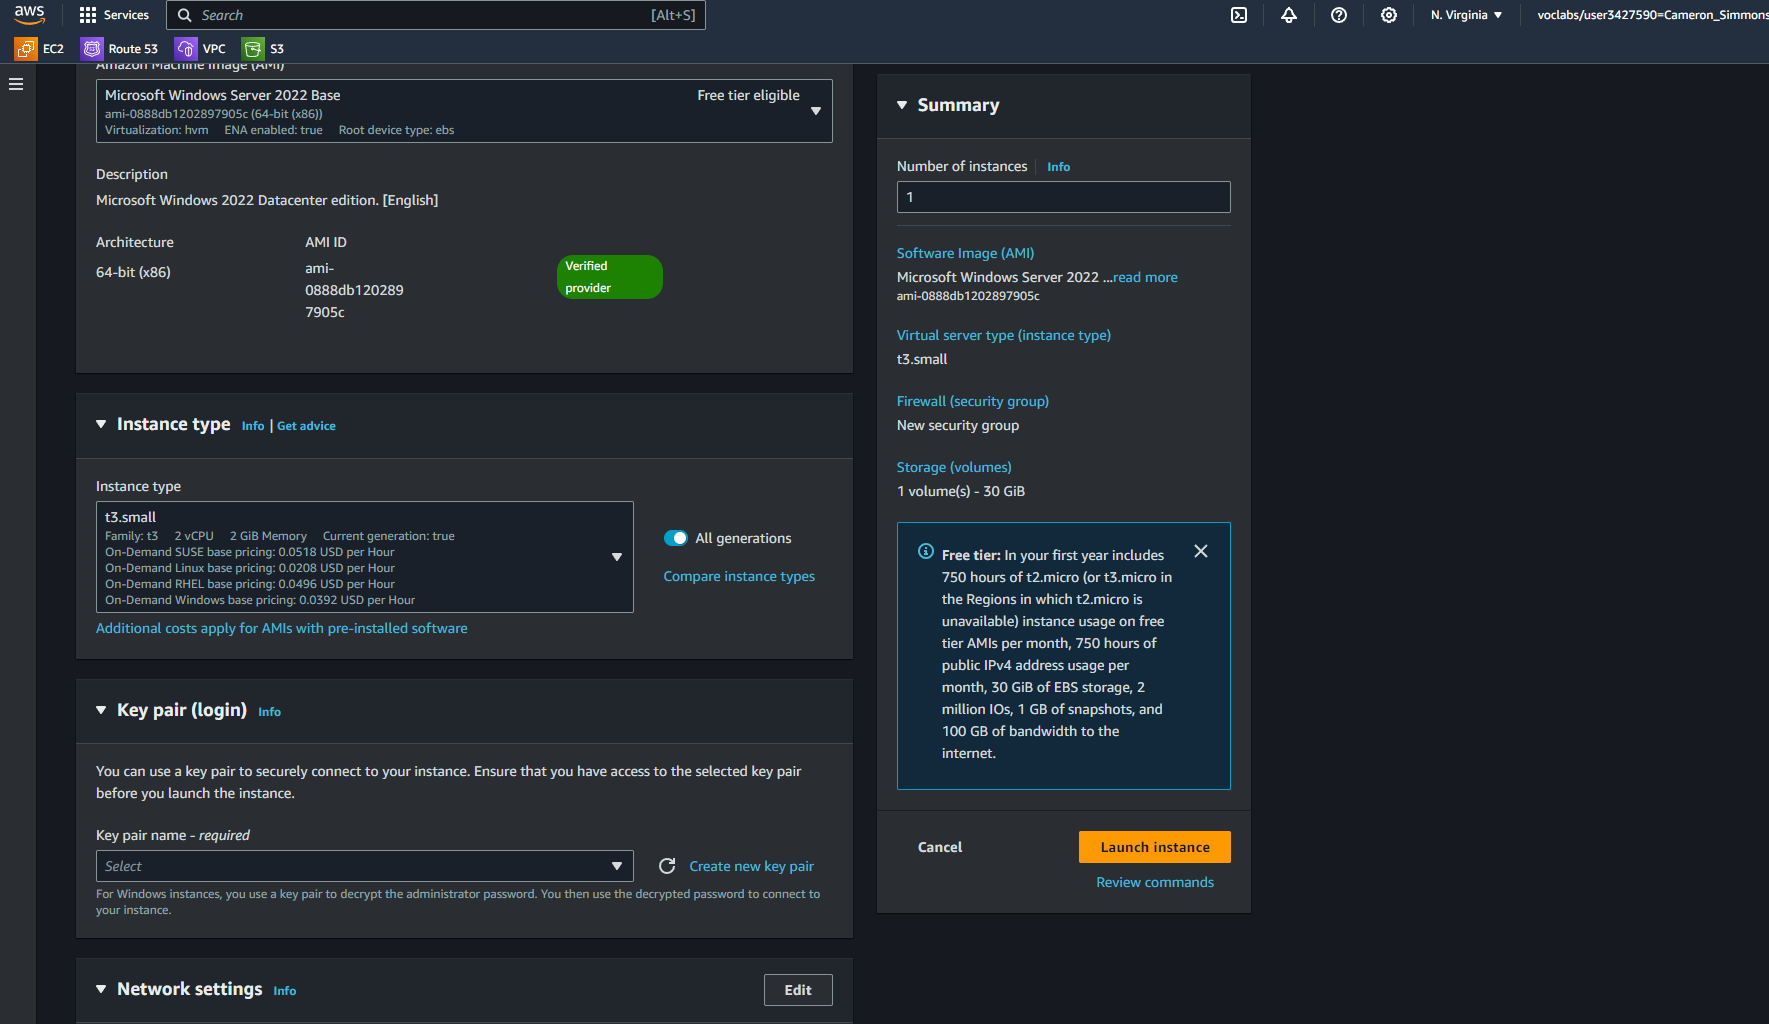 aws
Services
Search [Alt+S]
N. Virginia
voclabs/user3427590=Cameron_Simmons
EC2
Route 53
VPC
S3
Amazon Machine Image (AMI)
Microsoft Windows Server 2022 Base
Free tier eligible
ami-0888db1202897905c (64-bit (x86))
Virtualization: hvm ENA enabled: true Root device type: ebs
Description
Microsoft Windows 2022 Datacenter edition. [English]
Architecture
64-bit (x86)
AMI ID
ami-
0888db120289
7905c
Verified
provider
Instance type Info | Get advice
Instance type
t3.small
Family: t3 2 vCPU 2 GiB Memory Current generation: true
On-Demand SUSE base pricing: 0.0518 USD per Hour
On-Demand Linux base pricing: 0.0208 USD per Hour
On-Demand RHEL base pricing: 0.0496 USD per Hour
On-Demand Windows base pricing: 0.0392 USD per Hour
All generations
Compare instance types
Additional costs apply for AMIs with pre-installed software
Key pair (login) Info
You can use a key pair to securely connect to your instance. Ensure that you have access to the selected key pair
before you launch the instance.
Key pair name - required
Select
Create new key pair
For Windows instances, you use a key pair to decrypt the administrator password. You then use the decrypted password to connect to
your instance.
Network settings Info
Edit
Summary
Number of instances Info
1
Software Image (AMI)
Microsoft Windows Server 2022 ...read more
ami-0888db1202897905c
Virtual server type (instance type)
t3.small
Firewall (security group)
New security group
Storage (volumes)
1 volume(s) - 30 GiB
Free tier: In your first year includes
750 hours of t2.micro (or t3.micro in
the Regions in which t2.micro is
unavailable) instance usage on free
tier AMIs per month, 750 hours of
public IPv4 address usage per
month, 30 GiB of EBS storage, 2
million IOs, 1 GB of snapshots, and
100 GB of bandwidth to the
internet.
Cancel
Launch instance
Review commands